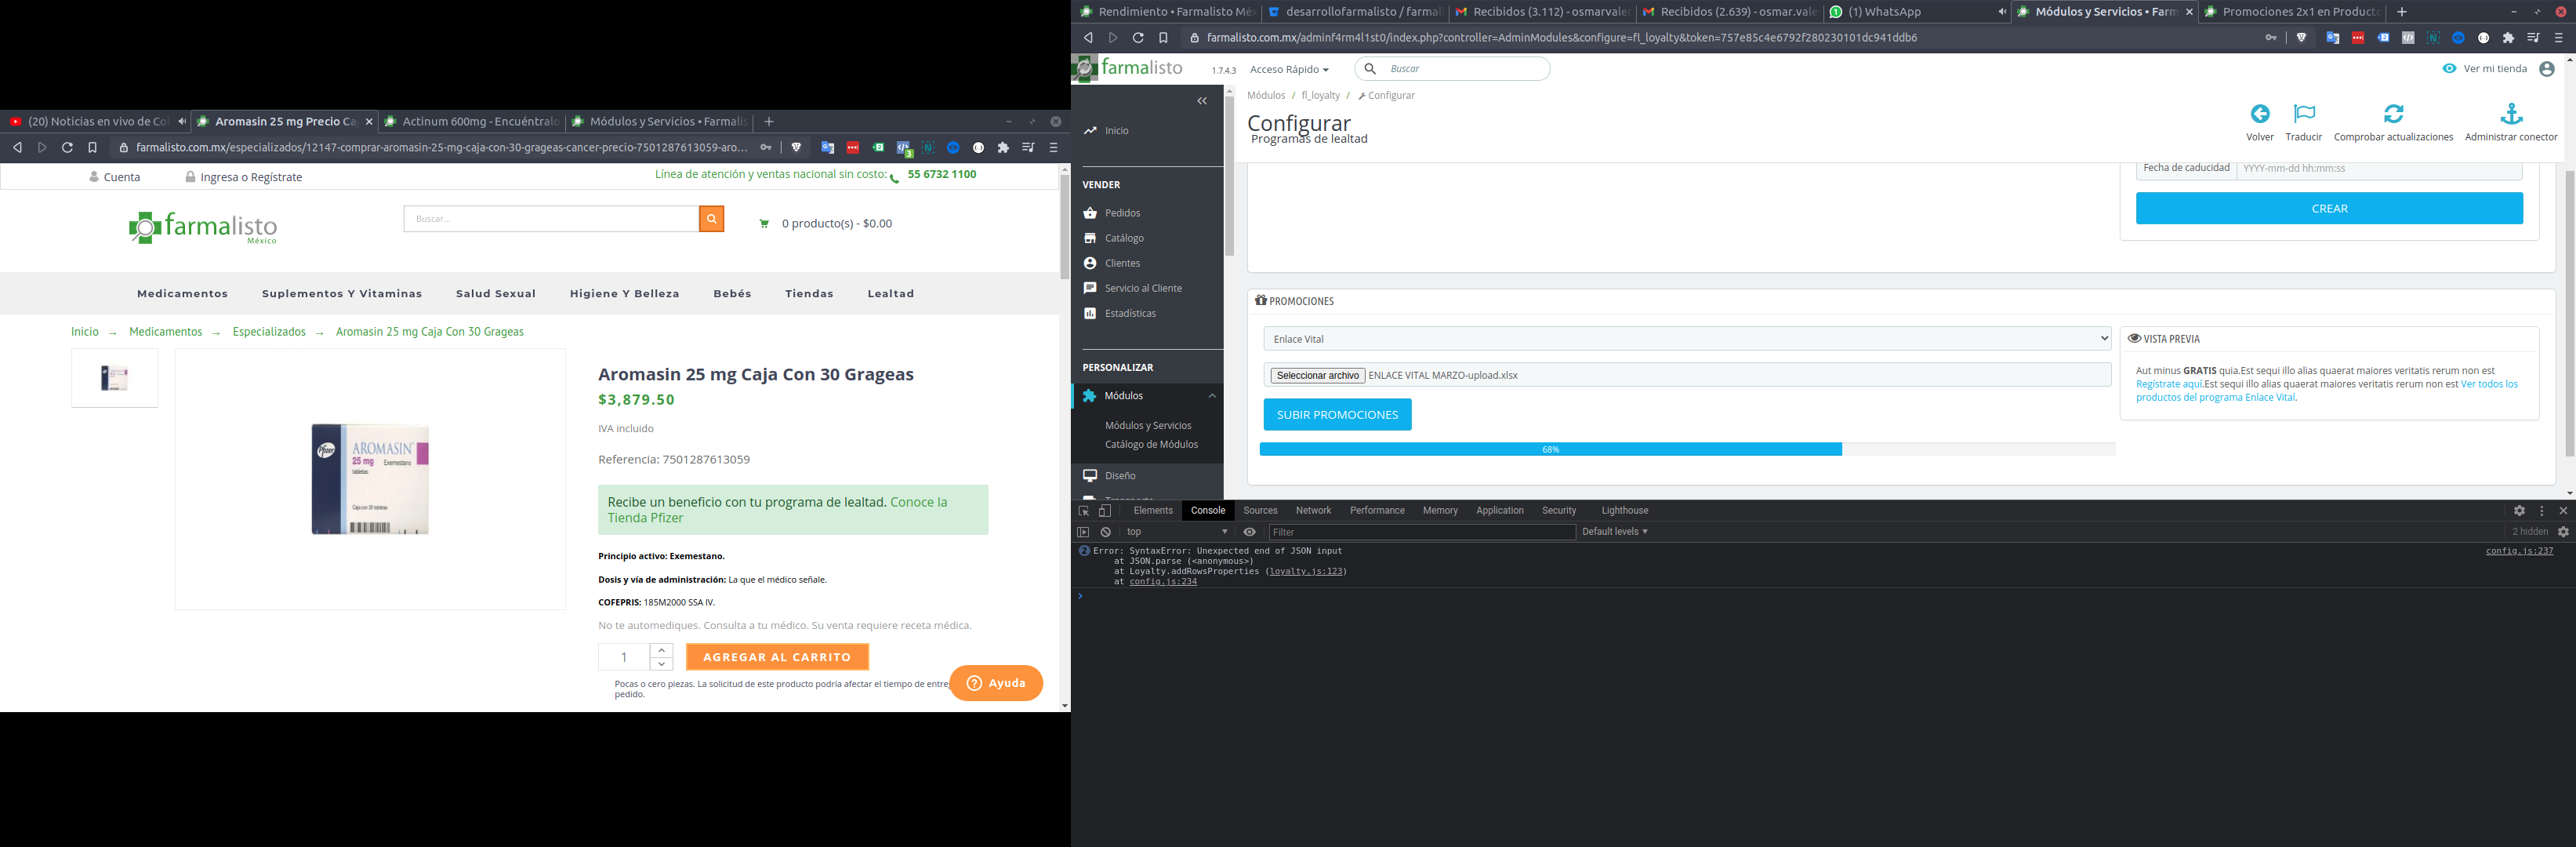 (20) Noticias en vivo de Co
Aromasin 25 mg Precio Ca
Actinum 600mg - Encuéntralo
Módulos y Servicios • Farmalis
farmalisto.com.mx/especializados/12147-comprar-aromasin-25-mg-caja-con-30-grageas-cancer-precio-7501287613059-aro...
Cuenta
Ingresa o Regístrate
Línea de atención y ventas nacional sin costo: 55 6732 1100
farmalisto
México
Buscar...
0 producto(s) - $0.00
Medicamentos Suplementos Y Vitaminas Salud Sexual Higiene Y Belleza Bebés Tiendas Lealtad
Inicio → Medicamentos → Especializados → Aromasin 25 mg Caja Con 30 Grageas
Pfizer
AROMASIN
25 mg Exemestano
tabletas
Caja con 30 tabletas
Aromasin 25 mg Caja Con 30 Grageas
$3,879.50
IVA incluido
Referencia: 7501287613059
Recibe un beneficio con tu programa de lealtad. Conoce la
Tienda Pfizer
Principio activo: Exemestano.
Dosis y vía de administración: La que el médico señale.
COFEPRIS: 185M2000 SSA IV.
No te automediques. Consulta a tu médico. Su venta requiere receta médica.
1
AGREGAR AL CARRITO
Pocas o cero piezas. La solicitud de este producto podría afectar el tiempo de entre
pedido.
Ayuda
Rendimiento • Farmalisto Méx
desarrollofarmalisto / farmal
Recibidos (3.112) - osmarvaler
Recibidos (2.639) - osmar.vale
(1) WhatsApp
Módulos y Servicios • Farm
Promociones 2x1 en Product
farmalisto.com.mx/adminf4rm4l1st0/index.php?controller=AdminModules&configure=fl_loyalty&token=757e85c4e6792f280230101dc941ddb6
farmalisto
1.7.4.3
Acceso Rápido
Buscar
Ver mi tienda
Módulos / fl_loyalty / Configurar
Configurar
Programas de lealtad
Volver
Traducir
Comprobar actualizaciones
Administrar conector
Inicio
VENDER
Pedidos
Catálogo
Clientes
Servicio al Cliente
Estadísticas
PERSONALIZAR
Módulos
Módulos y Servicios
Catálogo de Módulos
Diseño
Fecha de caducidad
YYYY-mm-dd hh:mm:ss
CREAR
PROMOCIONES
Enlace Vital
Seleccionar archivo ENLACE VITAL MARZO-upload.xlsx
SUBIR PROMOCIONES
68%
VISTA PREVIA
Aut minus GRATIS quia.Est sequi illo alias quaerat maiores veritatis rerum non est
Regístrate aquí.Est sequi illo alias quaerat maiores veritatis rerum non est Ver todos los
productos del programa Enlace Vital.
Elements Console Sources Network Performance Memory Application Security Lighthouse
top
Filter
Default levels
2 hidden
2 Error: SyntaxError: Unexpected end of JSON input
config.js:237
at JSON.parse (<anonymous>)
at Loyalty.addRowsProperties (loyalty.js:123)
at config.js:234